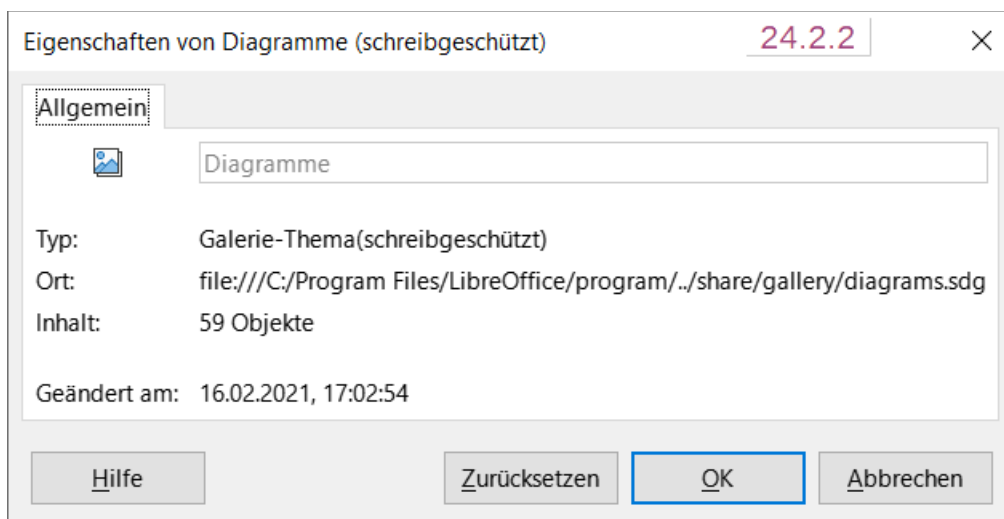 Eigenschaften von Diagramme (schreibgeschützt) 24.2.2
Allgemein
Diagramme
Typ: Galerie-Thema(schreibgeschützt)
Ort: file:///C:/Program Files/LibreOffice/program/../share/gallery/diagrams.sdg
Inhalt: 59 Objekte
Geändert am: 16.02.2021, 17:02:54
Hilfe Zurücksetzen OK Abbrechen